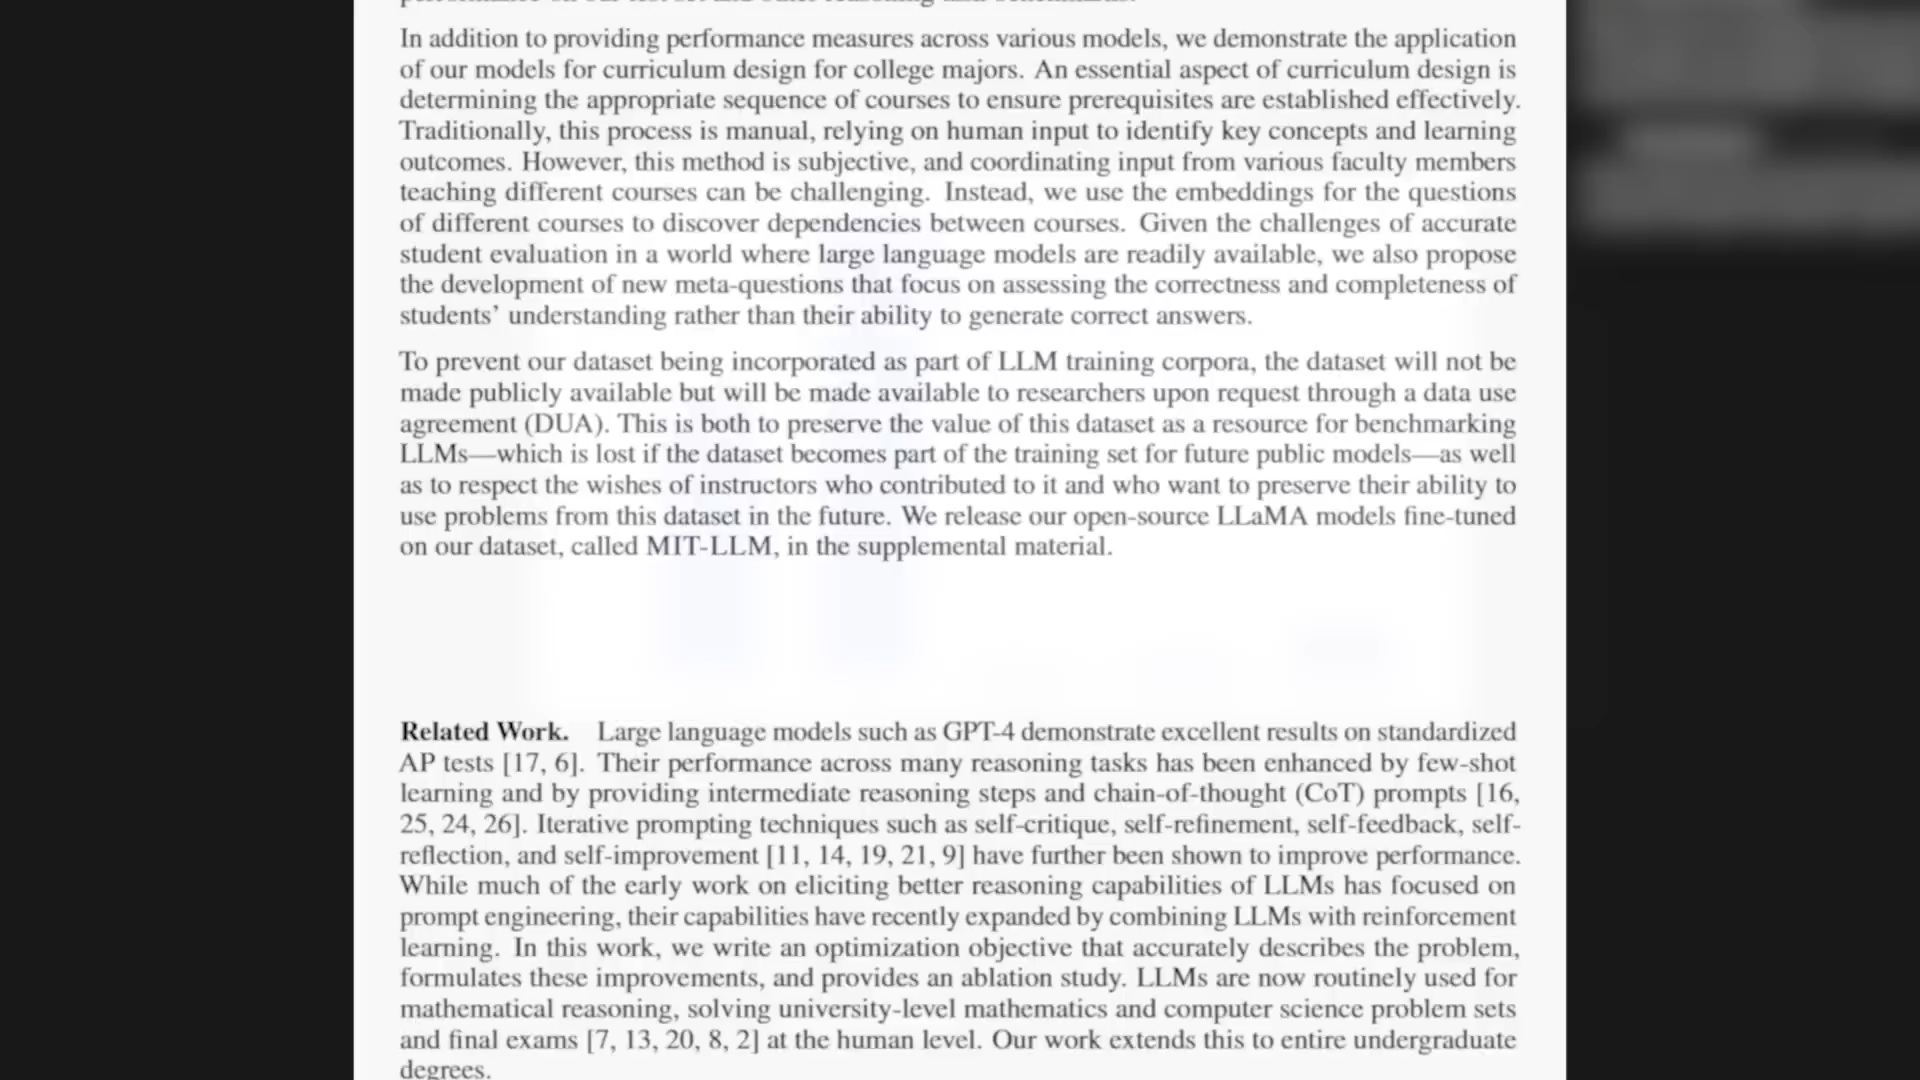 In addition to providing performance measures across various models, we demonstrate the application
of our models for curriculum design for college majors. An essential aspect of curriculum design is
determining the appropriate sequence of courses to ensure prerequisites are established effectively.
Traditionally, this process is manual, relying on human input to identify key concepts and learning
outcomes. However, this method is subjective, and coordinating input from various faculty members
teaching different courses can be challenging. Instead, we use the embeddings for the questions
of different courses to discover dependencies between courses. Given the challenges of accurate
student evaluation in a world where large language models are readily available, we also propose
the development of new meta-questions that focus on assessing the correctness and completeness of
students’ understanding rather than their ability to generate correct answers.
To prevent our dataset being incorporated as part of LLM training corpora, the dataset will not be
made publicly available but will be made available to researchers upon request through a data use
agreement (DUA). This is both to preserve the value of this dataset as a resource for benchmarking
LLMs—which is lost if the dataset becomes part of the training set for future public models—as well
as to respect the wishes of instructors who contributed to it and who want to preserve their ability to
use problems from this dataset in the future. We release our open-source LLaMA models fine-tuned
on our dataset, called MIT-LLM, in the supplemental material.
Related Work. Large language models such as GPT-4 demonstrate excellent results on standardized
AP tests [17, 6]. Their performance across many reasoning tasks has been enhanced by few-shot
learning and by providing intermediate reasoning steps and chain-of-thought (CoT) prompts [16,
25, 24, 26]. Iterative prompting techniques such as self-critique, self-refinement, self-feedback, self-
reflection, and self-improvement [11, 14, 19, 21, 9] have further been shown to improve performance.
While much of the early work on eliciting better reasoning capabilities of LLMs has focused on
prompt engineering, their capabilities have recently expanded by combining LLMs with reinforcement
learning. In this work, we write an optimization objective that accurately describes the problem,
formulates these improvements, and provides an ablation study. LLMs are now routinely used for
mathematical reasoning, solving university-level mathematics and computer science problem sets
and final exams [7, 13, 20, 8, 2] at the human level. Our work extends this to entire undergraduate
degrees.